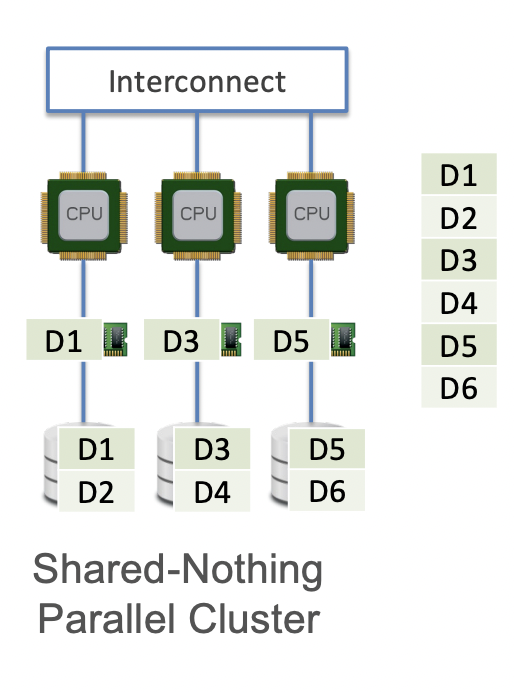 Interconnect
CPU
CPU
CPU
D1
D2
D3
D4
D5
D6
D1
D3
D5
D1
D3
D5
D2
D4
D6
Shared-Nothing
Parallel Cluster